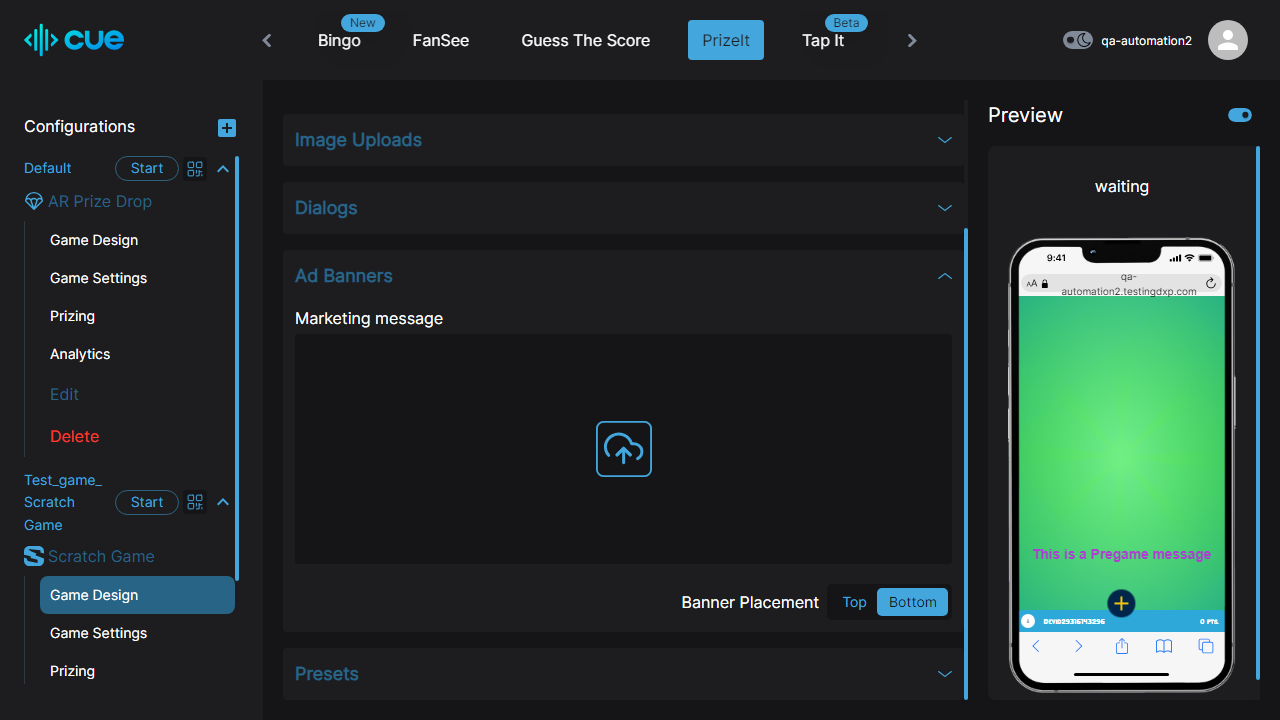 cue
New
Bingo
FanSee
Guess The Score
PrizeIt
Beta
Tap It
qa-automation2
Configurations
Default
Start
AR Prize Drop
Game Design
Game Settings
Prizing
Analytics
Edit
Delete
Test_game_
Scratch
Game
Start
Scratch Game
Game Design
Game Settings
Prizing
Image Uploads
Dialogs
Ad Banners
Marketing message
Banner Placement
Top
Bottom
Presets
Preview
waiting
9:41
AA
qa-
automation2.testingdxp.com
This is a Pregame message
0 PTS.